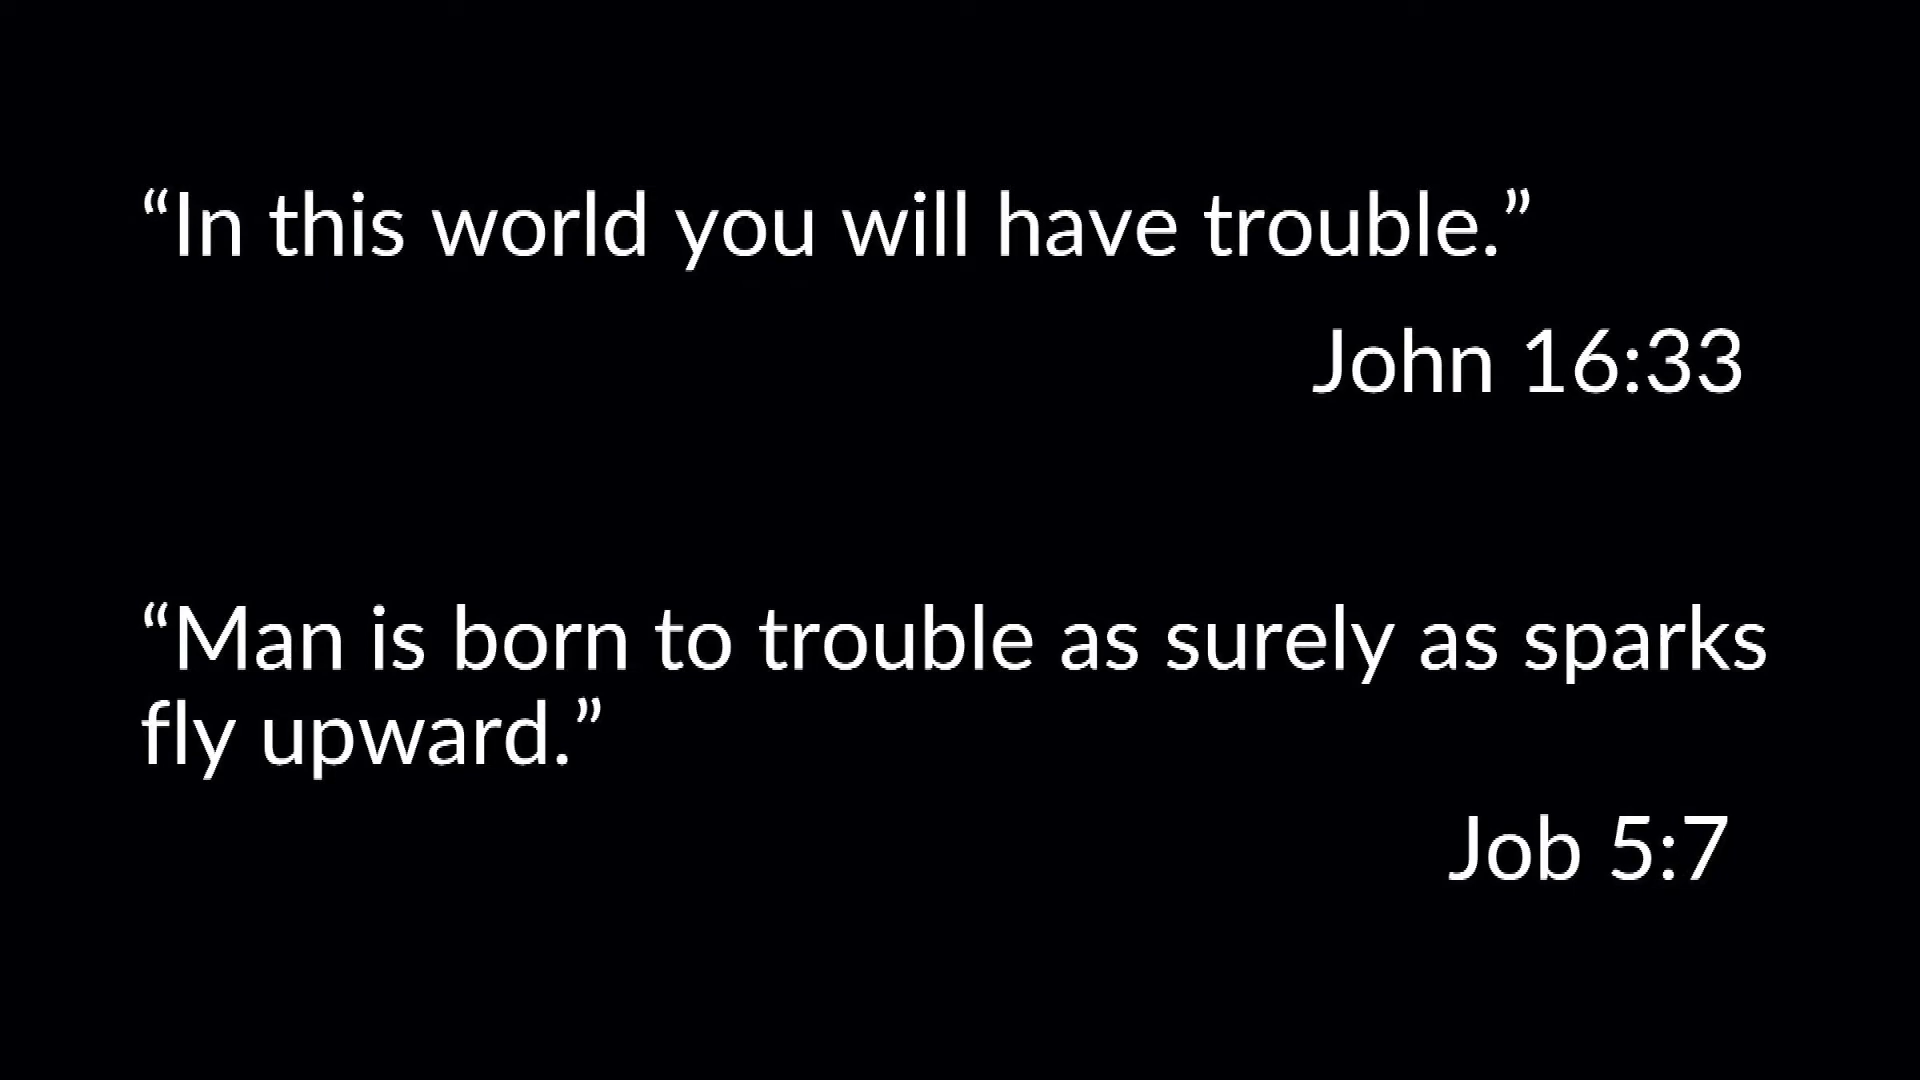 “In this world you will have trouble.”
John 16:33
“Man is born to trouble as surely as sparks
fly upward.”
Job 5:7